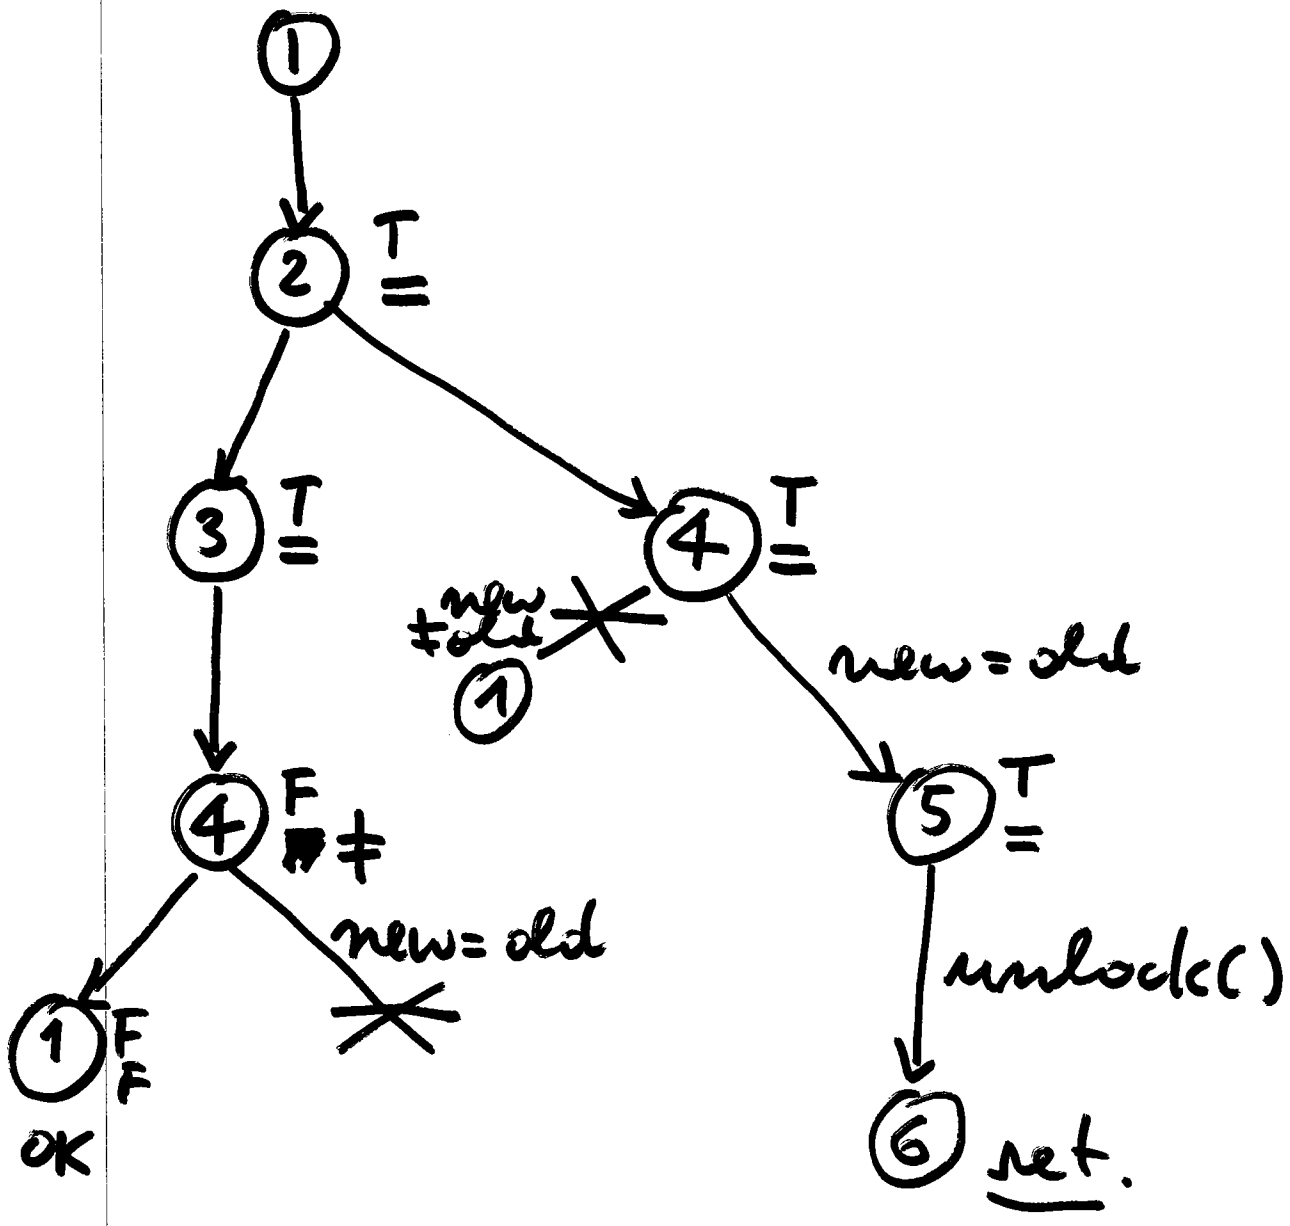 1
2 T
=
3 T
=
4 T
=
new
≠ old
1
new = old
4 F
≠
5 T
=
new = old
unlock()
1 F
F
OK
6 ret.